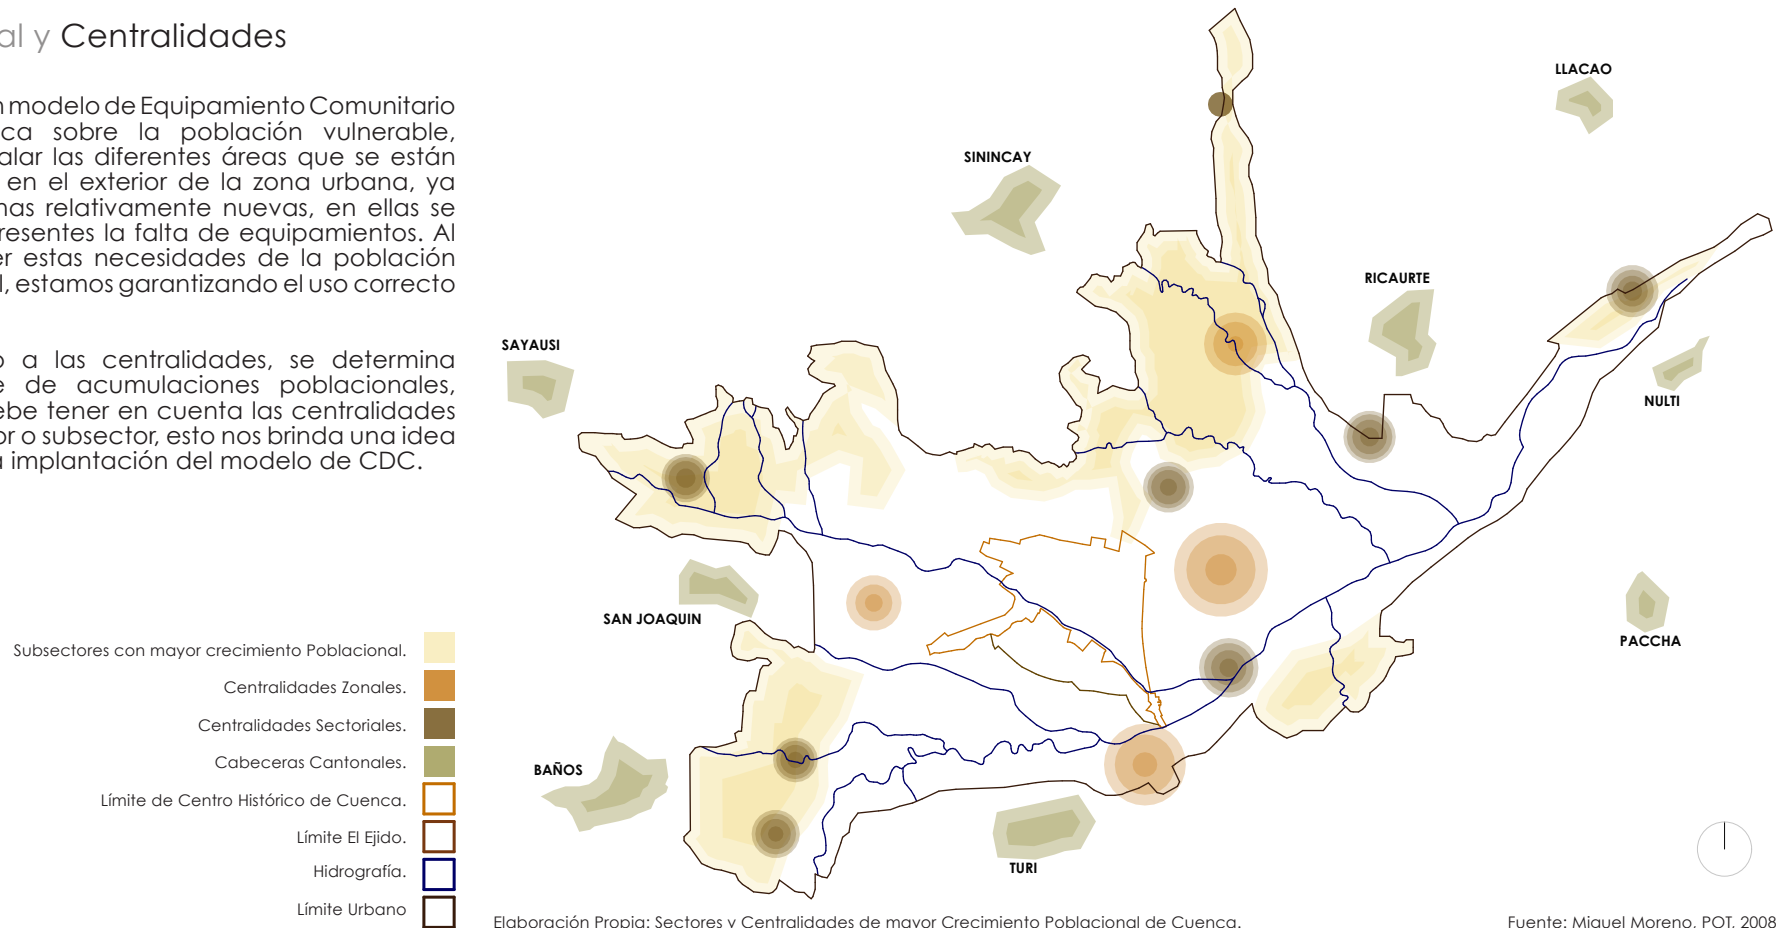 al y Centralidades
n modelo de Equipamiento Comunitario
ca sobre la población vulnerable,
alar las diferentes áreas que se están
en el exterior de la zona urbana, ya
nas relativamente nuevas, en ellas se
resentes la falta de equipamientos. Al
er estas necesidades de la población
l, estamos garantizando el uso correcto
o a las centralidades, se determina
e de acumulaciones poblacionales,
ebe tener en cuenta las centralidades
or o subsector, esto nos brinda una idea
a implantación del modelo de CDC.
Subsectores con mayor crecimiento Poblacional.
Centralidades Zonales.
Centralidades Sectoriales.
Cabeceras Cantonales.
Límite de Centro Histórico de Cuenca.
Límite El Ejido.
Hidrografía.
Límite Urbano
LLACAO
SININCAY
RICAURTE
SAYAUSI
NULTI
SAN JOAQUIN
PACCHA
BAÑOS
TURI
Elaboración Propia: Sectores y Centralidades de mayor Crecimiento Poblacional de Cuenca.
Fuente: Miguel Moreno, POT, 2008